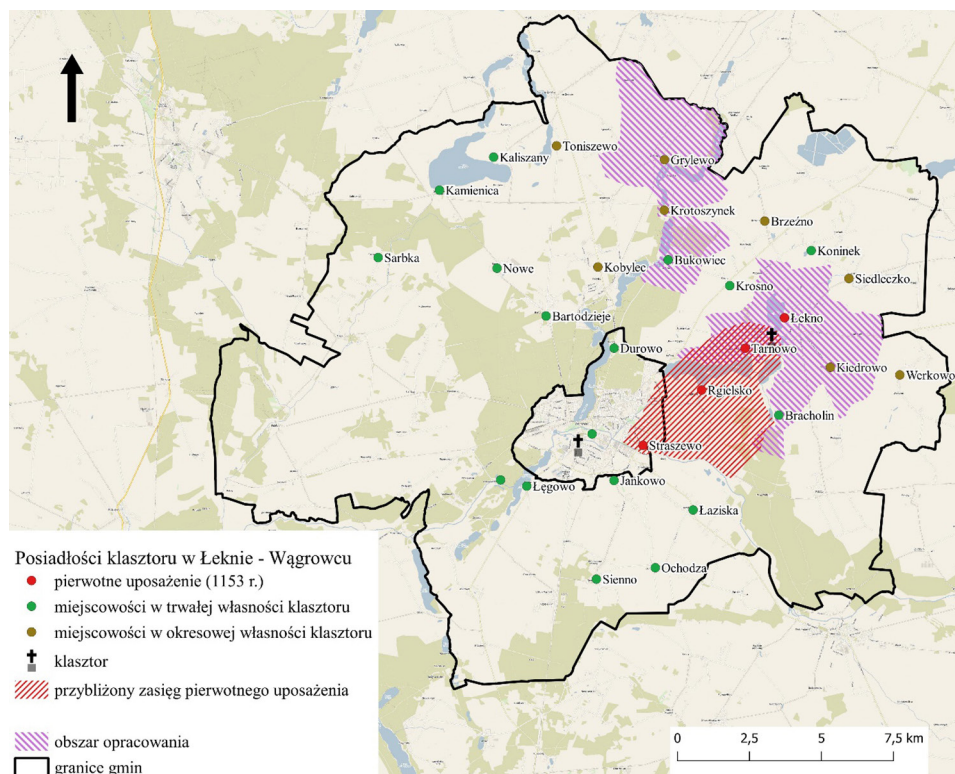 Toniszewo
Kaliszany
Grylewo
Kamienica
Krotoszynek
Brzeźno
Koninek
Sarbka
Bukowiec
Nowe
Kobylec
Siedleczko
Krosno
Bartodzieje
Łekno
Durowo
Tarnowo
Kiedrowo
Werkowo
Rgielsko
Bracholin
Straszewo
Łęgowo
Jankowo
Łaziska
Ochodza
Sienno
Posiadłości klasztoru w Łeknie - Wągrowcu
pierwotne uposażenie (1153 r.)
miejscowości w trwałej własności klasztoru
miejscowości w okresowej własności klasztoru
klasztor
przybliżony zasięg pierwotnego uposażenia
obszar opracowania
granice gmin
0 2,5 5 7,5 km